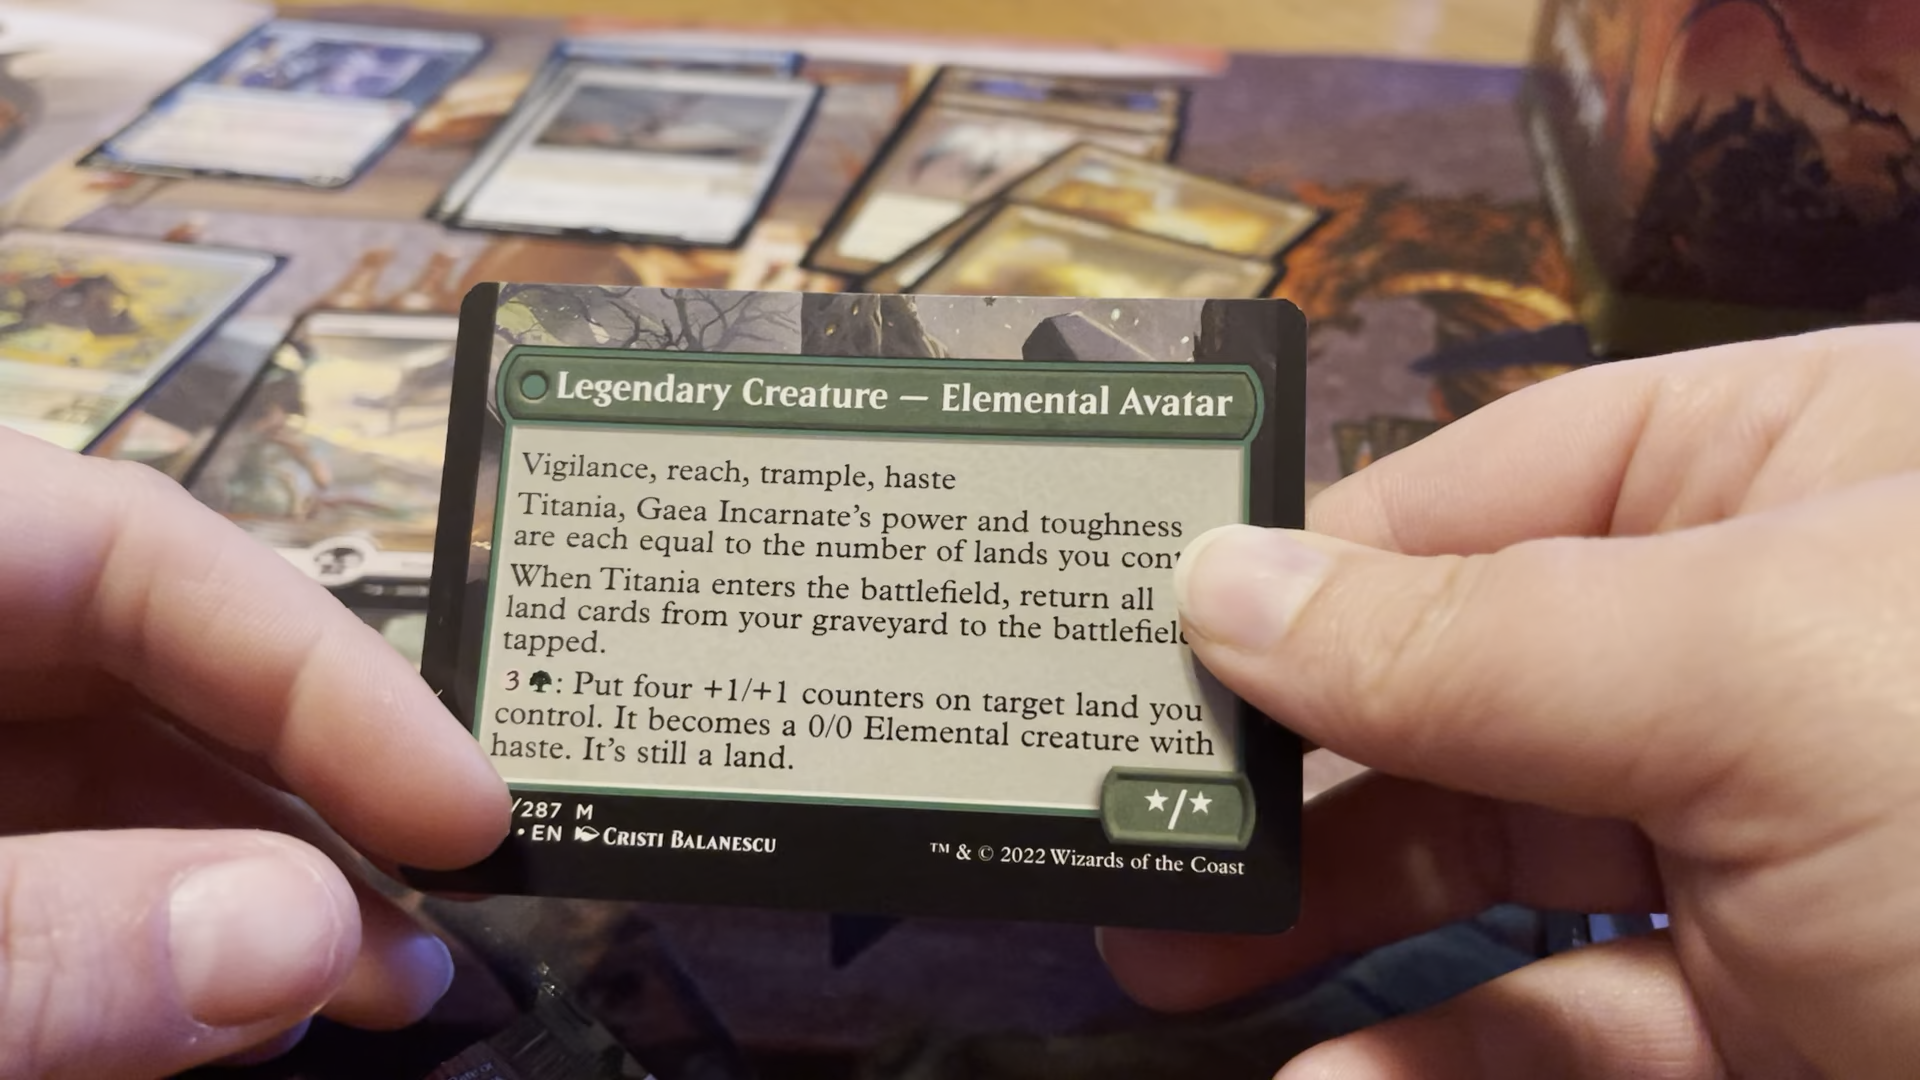 Legendary Creature — Elemental Avatar
Vigilance, reach, trample, haste
Titania, Gaea Incarnate's power and toughness
are each equal to the number of lands you
When Titania enters the battlefield, return all
land cards from your graveyard to the battlefield
tapped.
3 : Put four +1/+1 counters on target land you
control. It becomes a 0/0 Elemental creature with
haste. It's still a land.
/287 M
• EN CRISTI BALANESCU
★/★
™ & © 2022 Wizards of the Coast